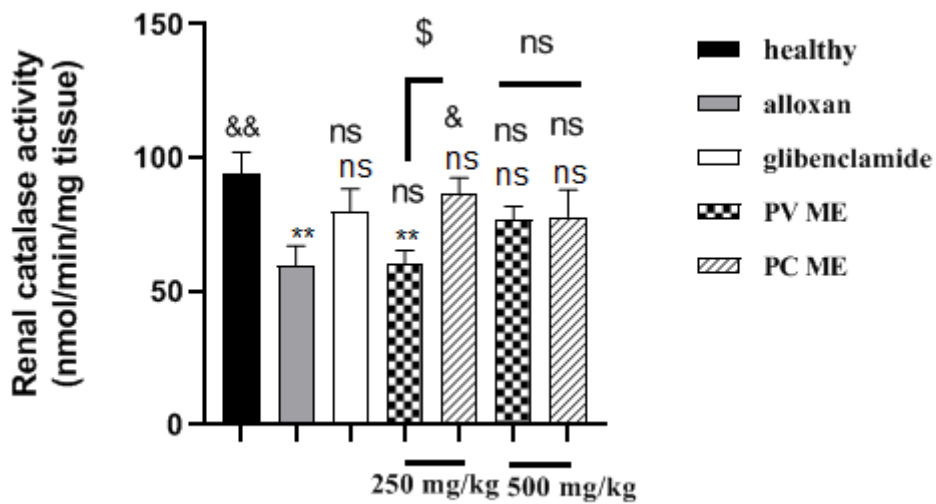 Renal catalase activity
(nmol/min/mg tissue)
150
100
50
0
&&
**
ns
ns
ns
**
$
&
ns
ns
ns
ns
ns
ns
250 mg/kg
500 mg/kg
healthy
alloxan
glibenclamide
PV ME
PC ME